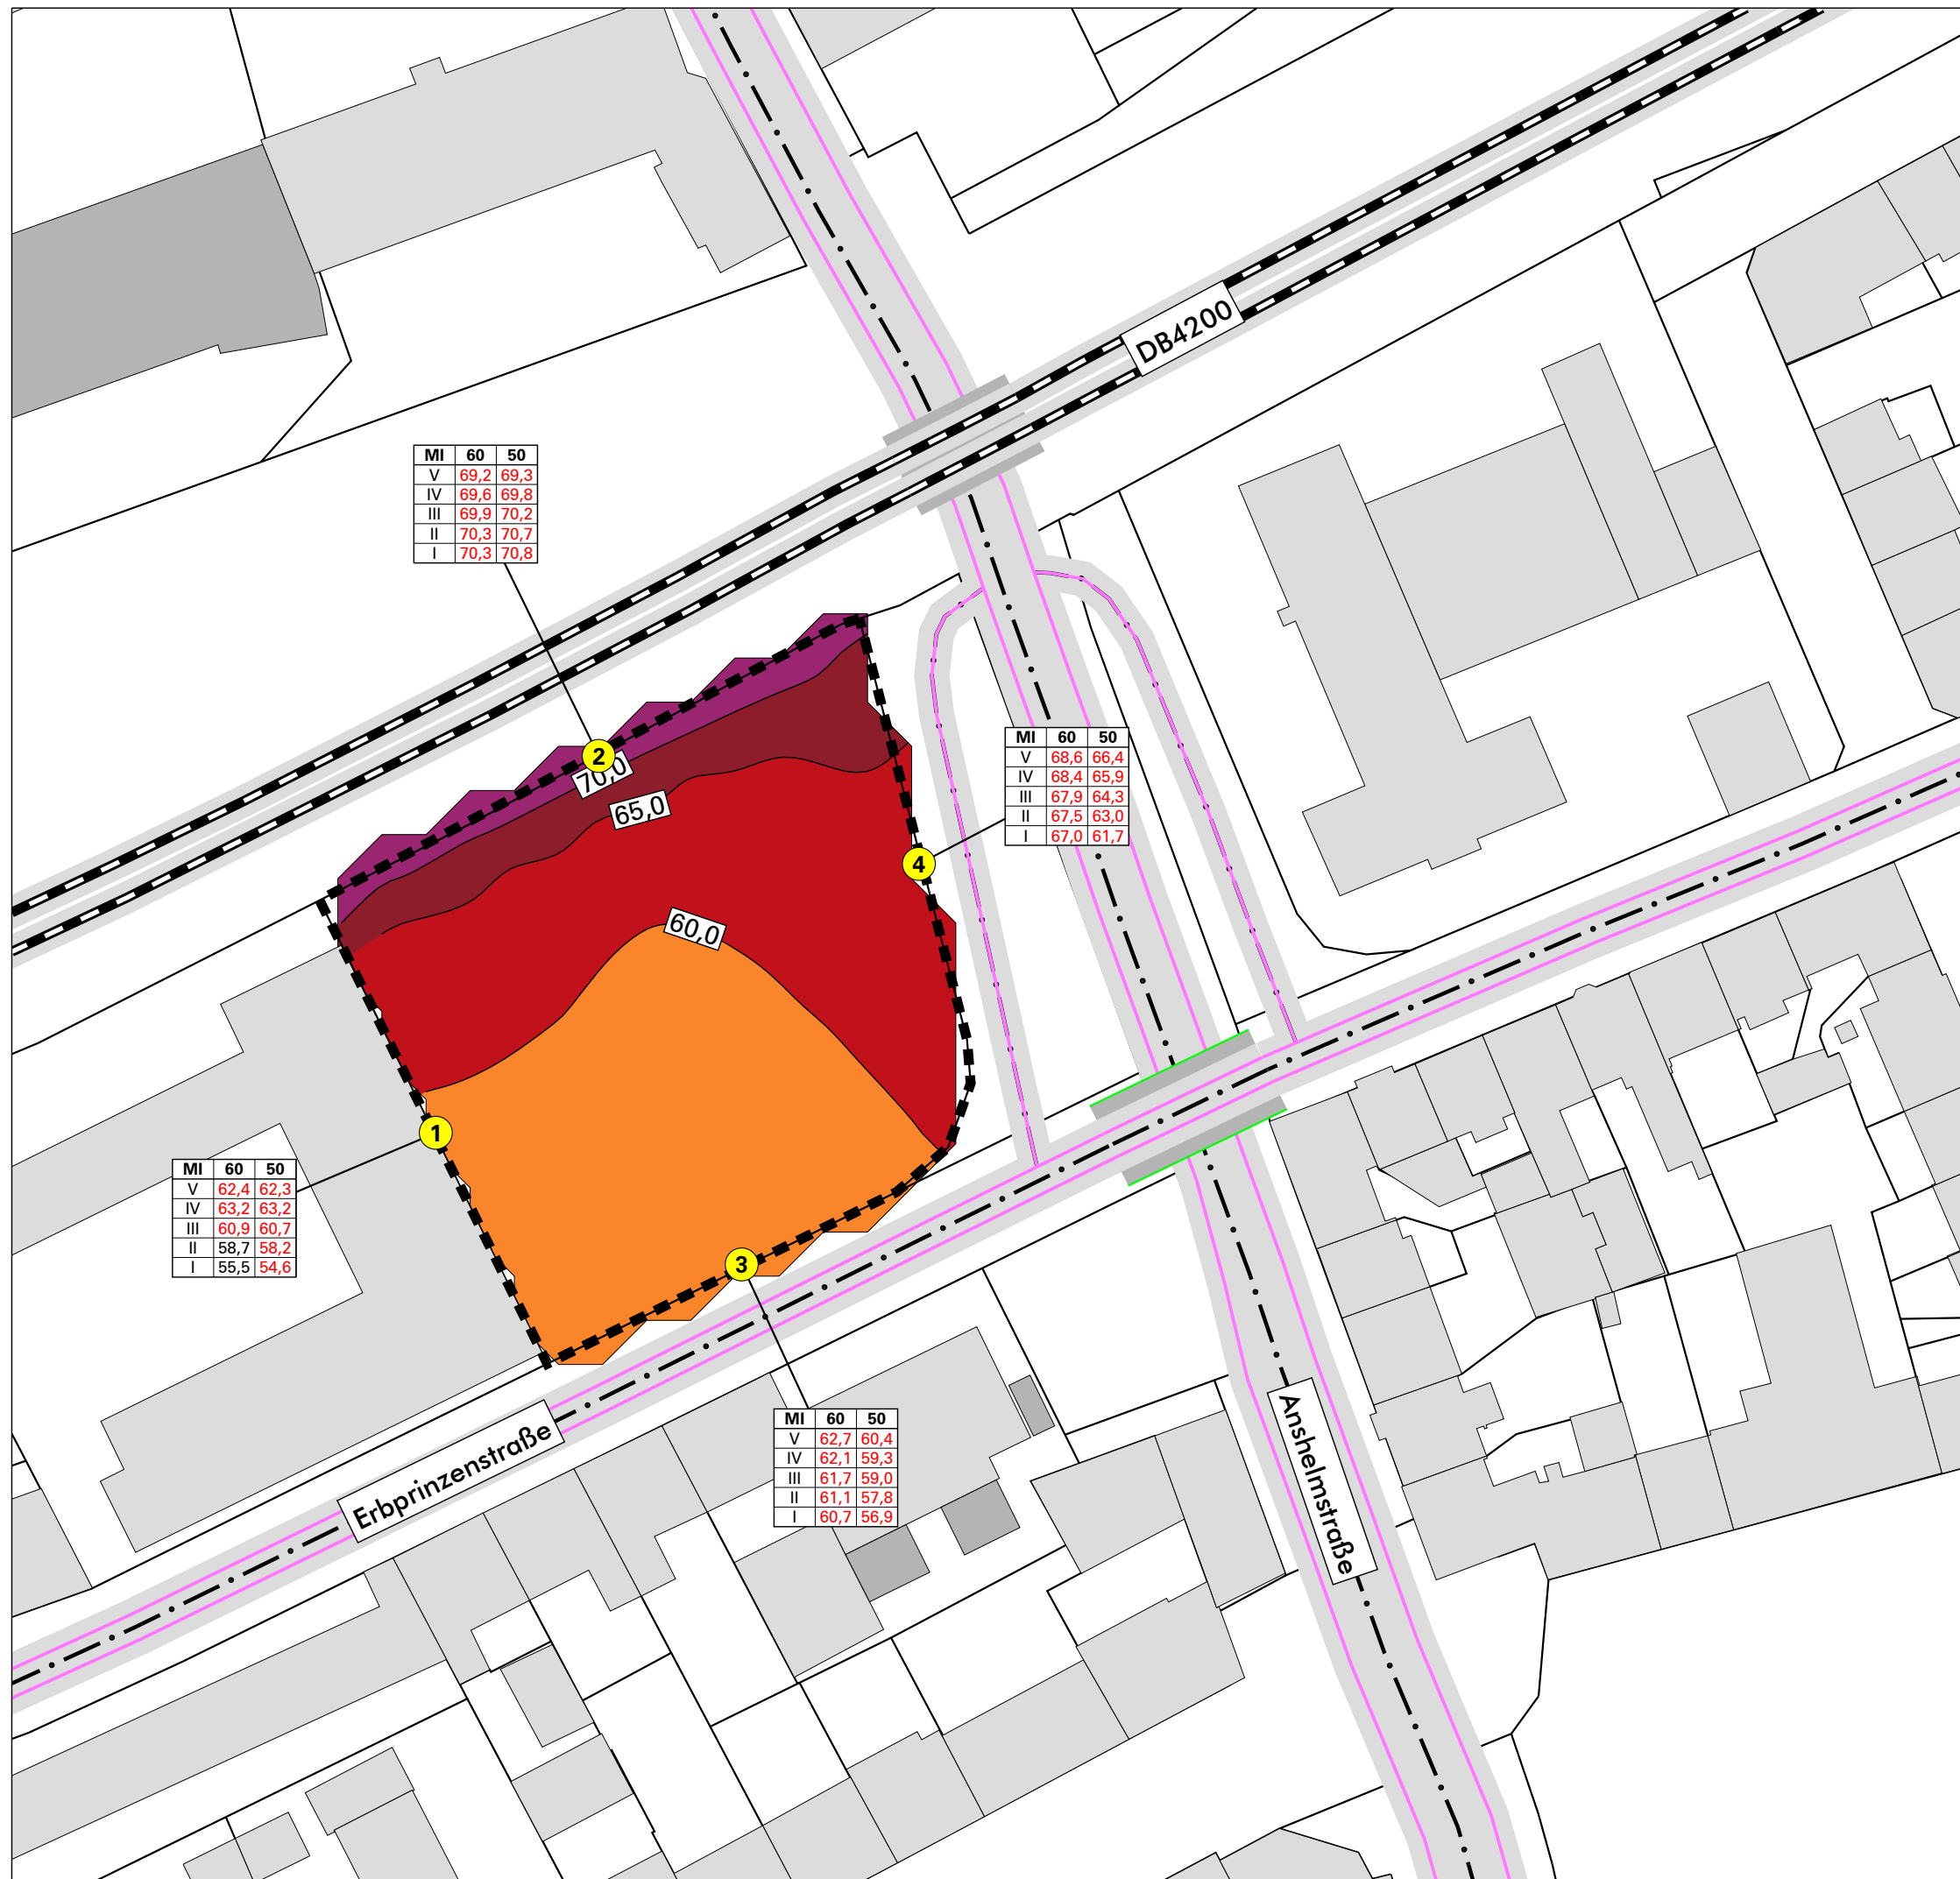 DB4200
MI 60 50
V 69,2 69,3
IV 69,6 69,8
III 69,9 70,2
II 70,3 70,7
I 70,3 70,8
2
70,0
65,0
MI 60 50
V 68,6 66,4
IV 68,4 65,9
III 67,9 64,3
II 67,5 63,0
I 67,0 61,7
4
60,0
1
MI 60 50
V 62,4 62,3
IV 63,2 63,2
III 60,9 60,7
II 58,7 58,2
I 55,5 54,6
3
MI 60 50
V 62,7 60,4
IV 62,1 59,3
III 61,7 59,0
II 61,1 57,8
I 60,7 56,9
Erbprinzenstraße
Anshelmstraße